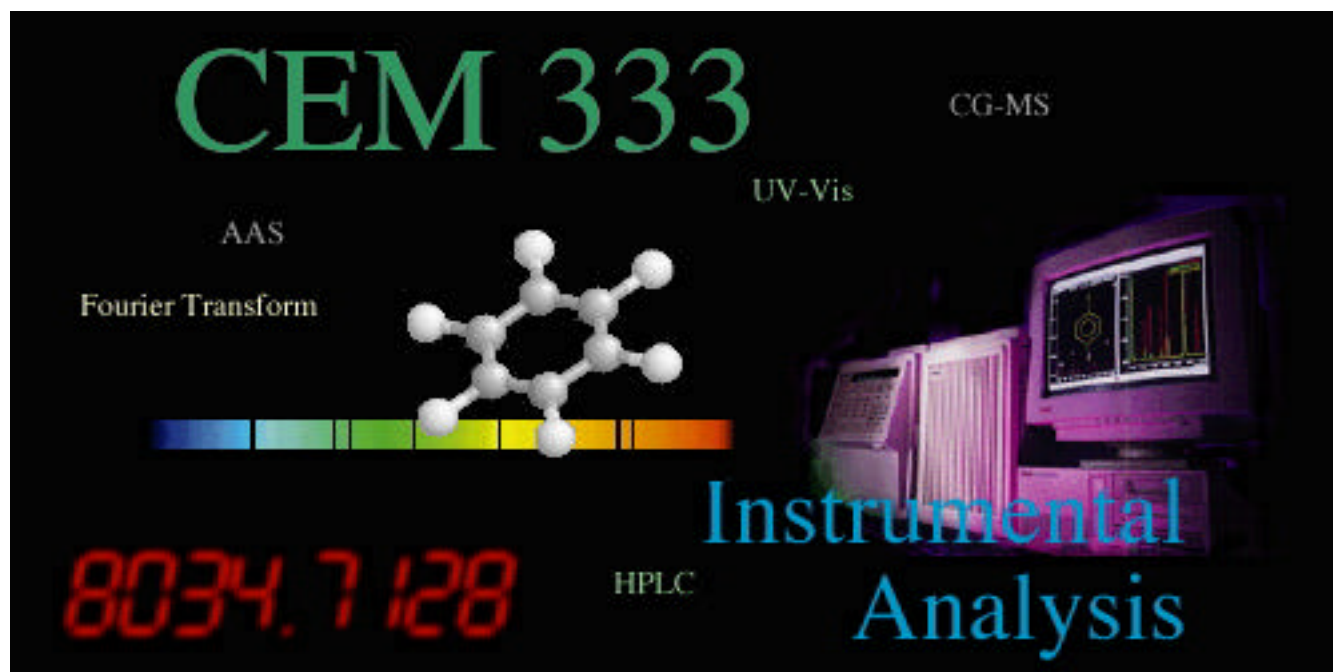 CEM 333
CG-MS
UV-Vis
AAS
Fourier Transform
Instrumental
8034.7128
HPLC
Analysis